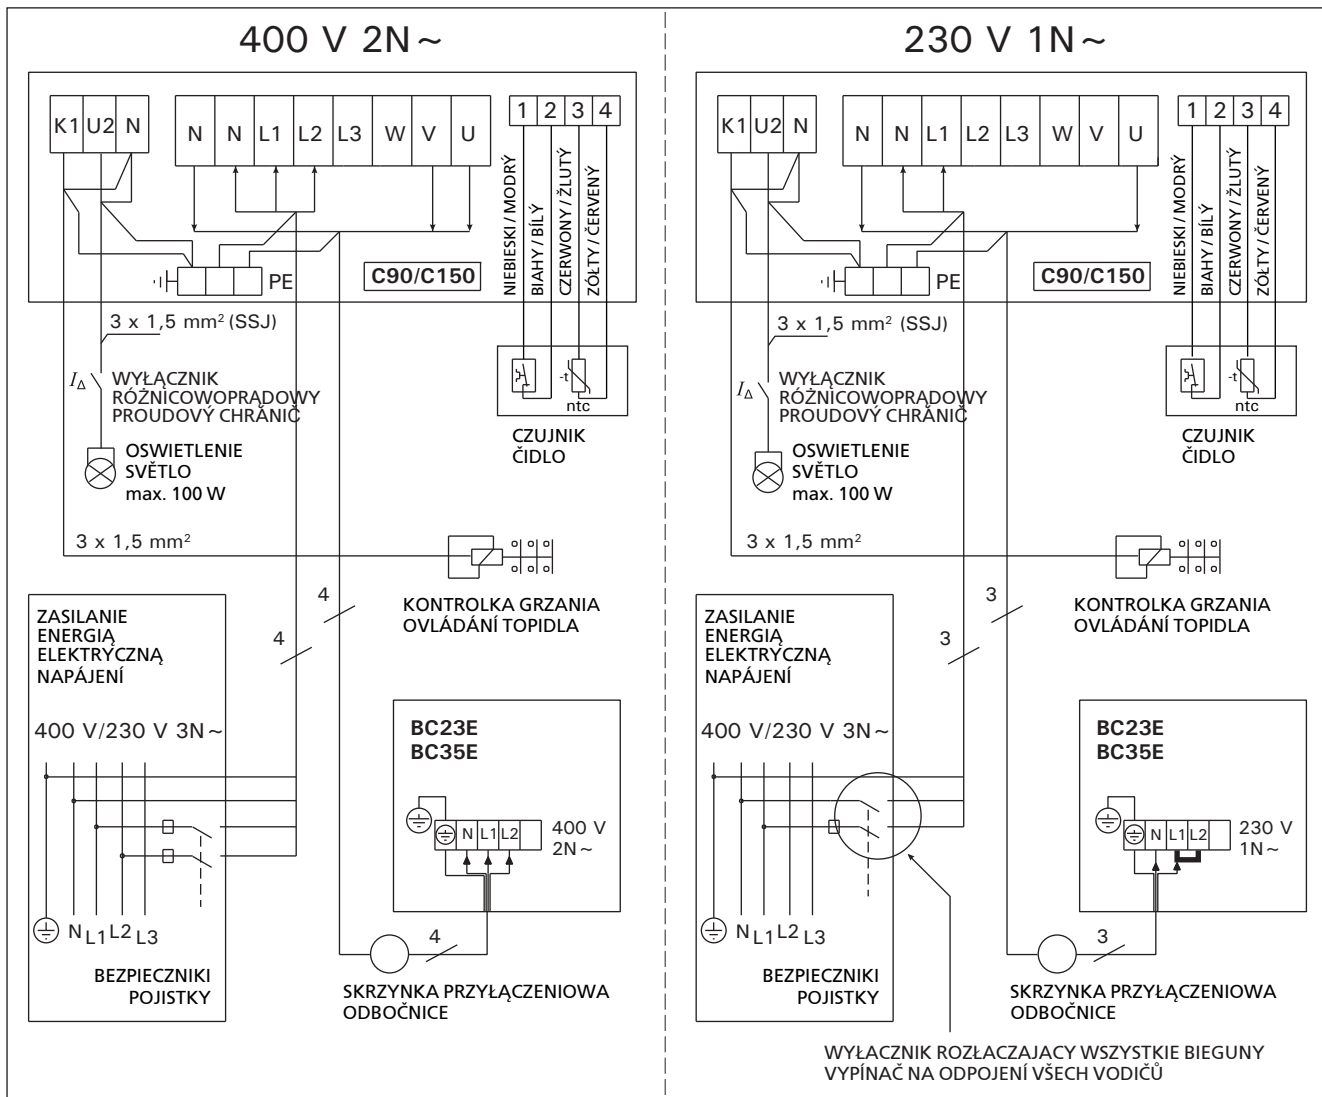 400 V 2N~
K1 U2 N
N N L1 L2 L3 W V U
1 2 3 4
NIEBIESKI / MODRÝ
BIAHY / BÍLÝ
CZERWONY / ŽLUTÝ
ZÓŁTY / ČERVENÝ
PE
C90/C150
3 x 1,5 mm² (SSJ)
I∆
WYŁĄCZNIK
RÓŻNICOWOPRĄDOWY
PROUDOVÝ CHRÁNIČ
-t
ntc
CZUJNIK
ČIDLO
OSWIETLENIE
SVĚTLO
max. 100 W
3 x 1,5 mm²
KONTROLKA GRZANIA
OVLÁDÁNÍ TOPIDLA
4
4
ZASILANIE
ENERGIĄ
ELEKTRYCZNĄ
NAPÁJENÍ
400 V/230 V 3N~
N L1 L2 L3
BEZPIECZNIKI
POJISTKY
BC23E
BC35E
N L1 L2
400 V
2N~
4
SKRZYNKA PRZYŁĄCZENIOWA
ODBOČNICE
230 V 1N~
K1 U2 N
N N L1 L2 L3 W V U
1 2 3 4
NIEBIESKI / MODRÝ
BIAHY / BÍLÝ
CZERWONY / ŽLUTÝ
ZÓŁTY / ČERVENÝ
PE
C90/C150
3 x 1,5 mm² (SSJ)
I∆
WYŁĄCZNIK
RÓŻNICOWOPRĄDOWY
PROUDOVÝ CHRÁNIČ
-t
ntc
CZUJNIK
ČIDLO
OSWIETLENIE
SVĚTLO
max. 100 W
3 x 1,5 mm²
KONTROLKA GRZANIA
OVLÁDÁNÍ TOPIDLA
3
3
ZASILANIE
ENERGIĄ
ELEKTRYCZNĄ
NAPÁJENÍ
400 V/230 V 3N~
N L1 L2 L3
BEZPIECZNIKI
POJISTKY
BC23E
BC35E
N L1 L2
230 V
1N~
3
SKRZYNKA PRZYŁĄCZENIOWA
ODBOČNICE
WYŁACZNIK ROZŁACZAJACY WSZYSTKIE BIEGUNY
VYPÍNAČ NA ODPOJENÍ VŠECH VODIČŮ